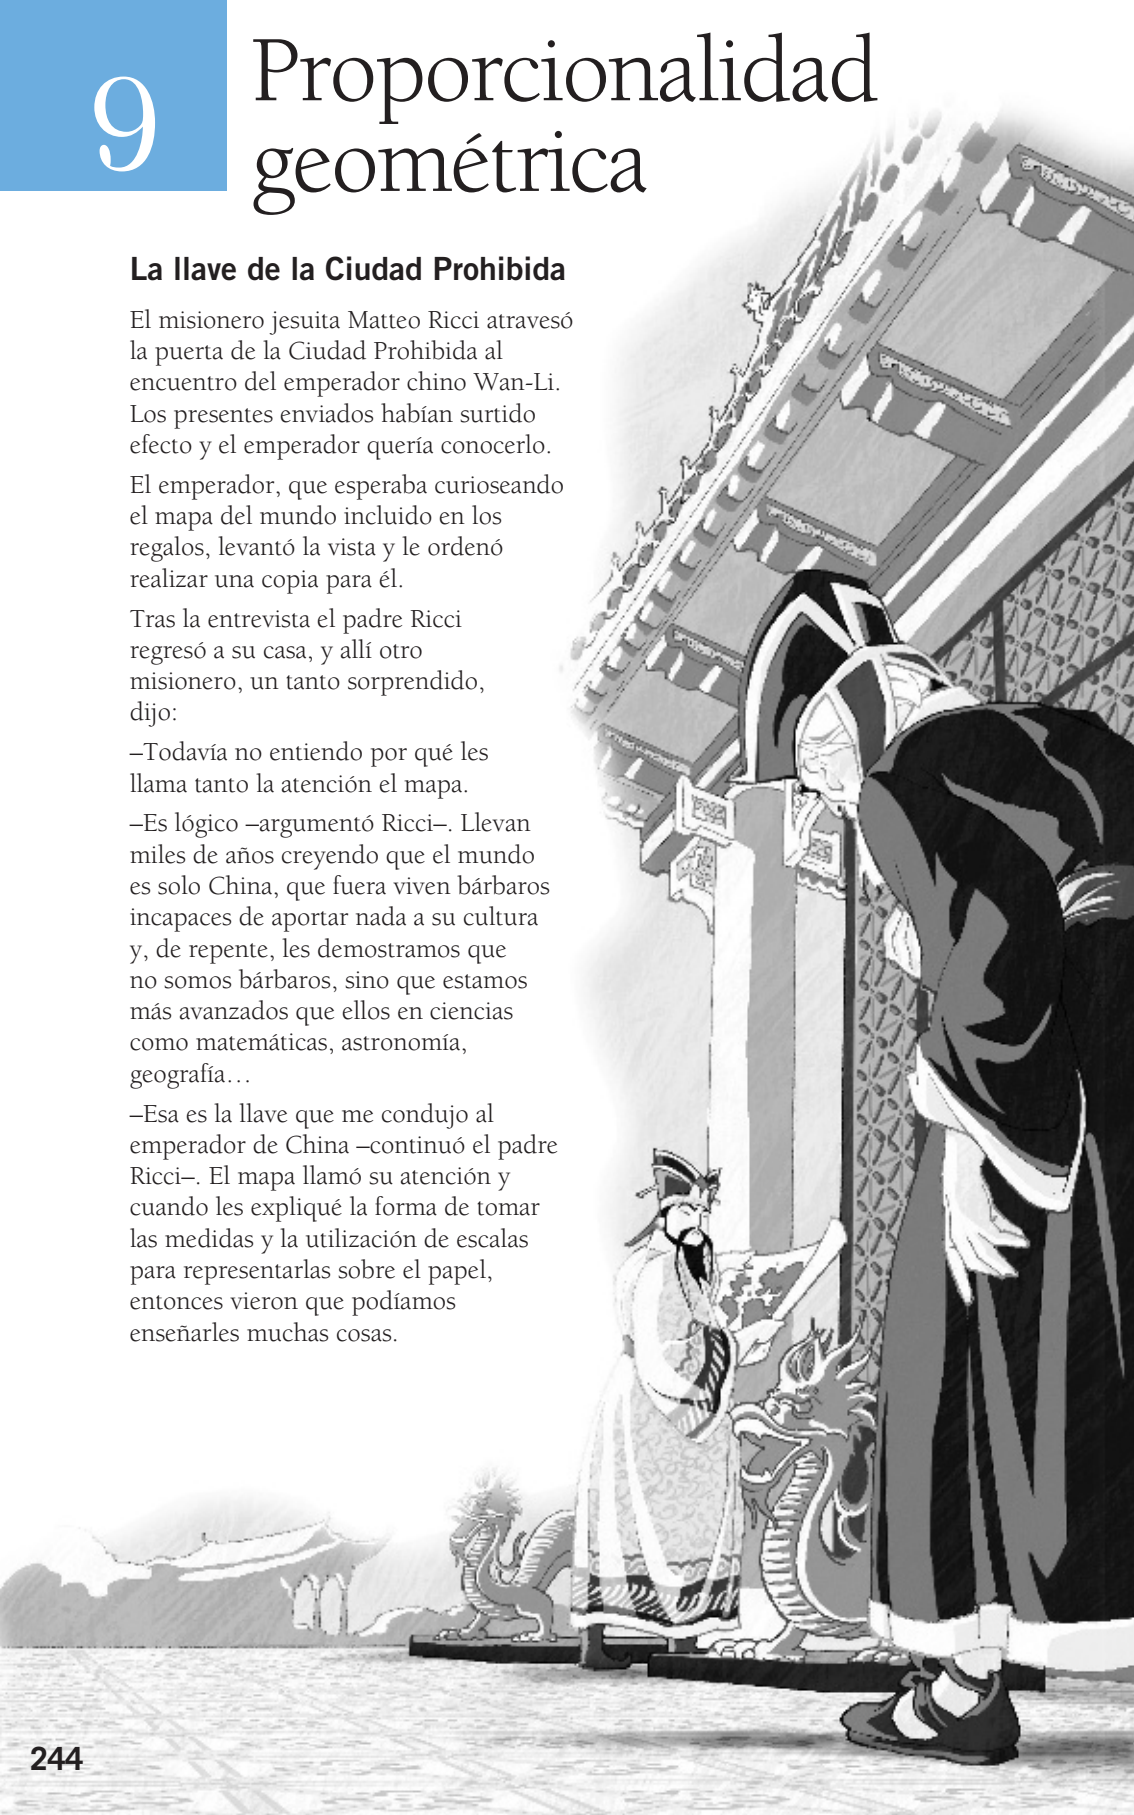 9
Proporcionalidad
geométrica
La llave de la Ciudad Prohibida
El misionero jesuita Matteo Ricci atravesó
la puerta de la Ciudad Prohibida al
encuentro del emperador chino Wan-Li.
Los presentes enviados habían surtido
efecto y el emperador quería conocerlo.
El emperador, que esperaba curioseando
el mapa del mundo incluido en los
regalos, levantó la vista y le ordenó
realizar una copia para él.
Tras la entrevista el padre Ricci
regresó a su casa, y allí otro
misionero, un tanto sorprendido,
dijo:
–Todavía no entiendo por qué les
llama tanto la atención el mapa.
–Es lógico –argumentó Ricci–. Llevan
miles de años creyendo que el mundo
es solo China, que fuera viven bárbaros
incapaces de aportar nada a su cultura
y, de repente, les demostramos que
no somos bárbaros, sino que estamos
más avanzados que ellos en ciencias
como matemáticas, astronomía,
geografía…
–Esa es la llave que me condujo al
emperador de China –continuó el padre
Ricci–. El mapa llamó su atención y
cuando les expliqué la forma de tomar
las medidas y la utilización de escalas
para representarlas sobre el papel,
entonces vieron que podíamos
enseñarles muchas cosas.
244